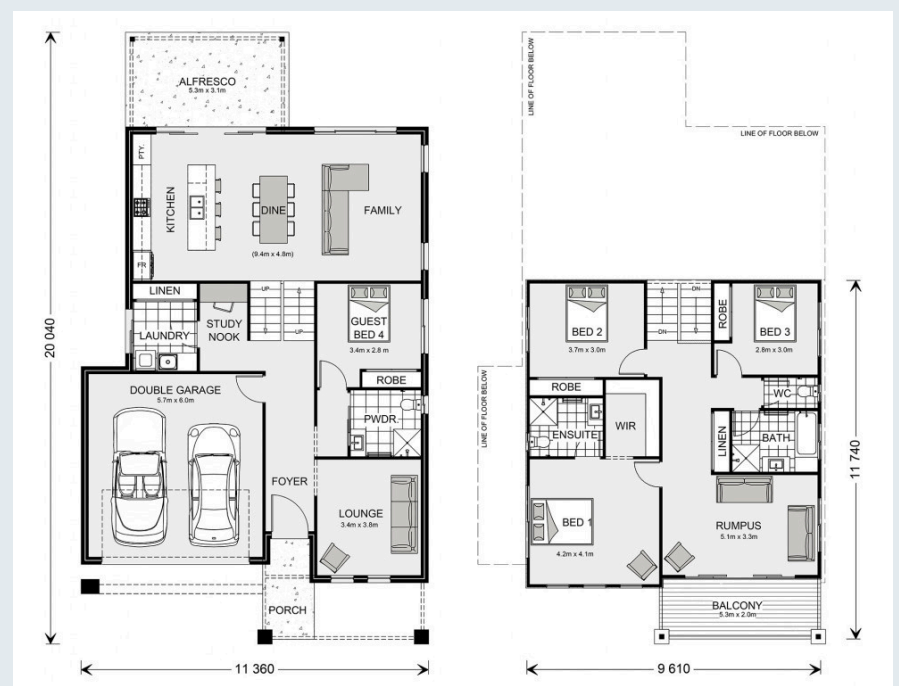 ALFRESCO
5.3m x 3.1m
PTY.
KITCHEN
DINE
FAMILY
(9.4m x 4.8m)
FR
LINEN
UP
UP
LAUNDRY
STUDY
NOOK
GUEST
BED 4
3.4m x 2.8 m
ROBE
DOUBLE GARAGE
5.7m x 6.0m
PWDR.
FOYER
LOUNGE
3.4m x 3.8m
PORCH
20 040
11 360
LINE OF FLOOR BELOW
LINE OF FLOOR BELOW
BED 2
3.7m x 3.0m
DN
DN
ROBE
BED 3
2.8m x 3.0m
ROBE
WC
LINE OF FLOOR BELOW
ENSUITE
WIR
LINEN
BATH
BED 1
4.2m x 4.1m
RUMPUS
5.1m x 3.3m
BALCONY
5.3m x 2.0m
11 740
9 610